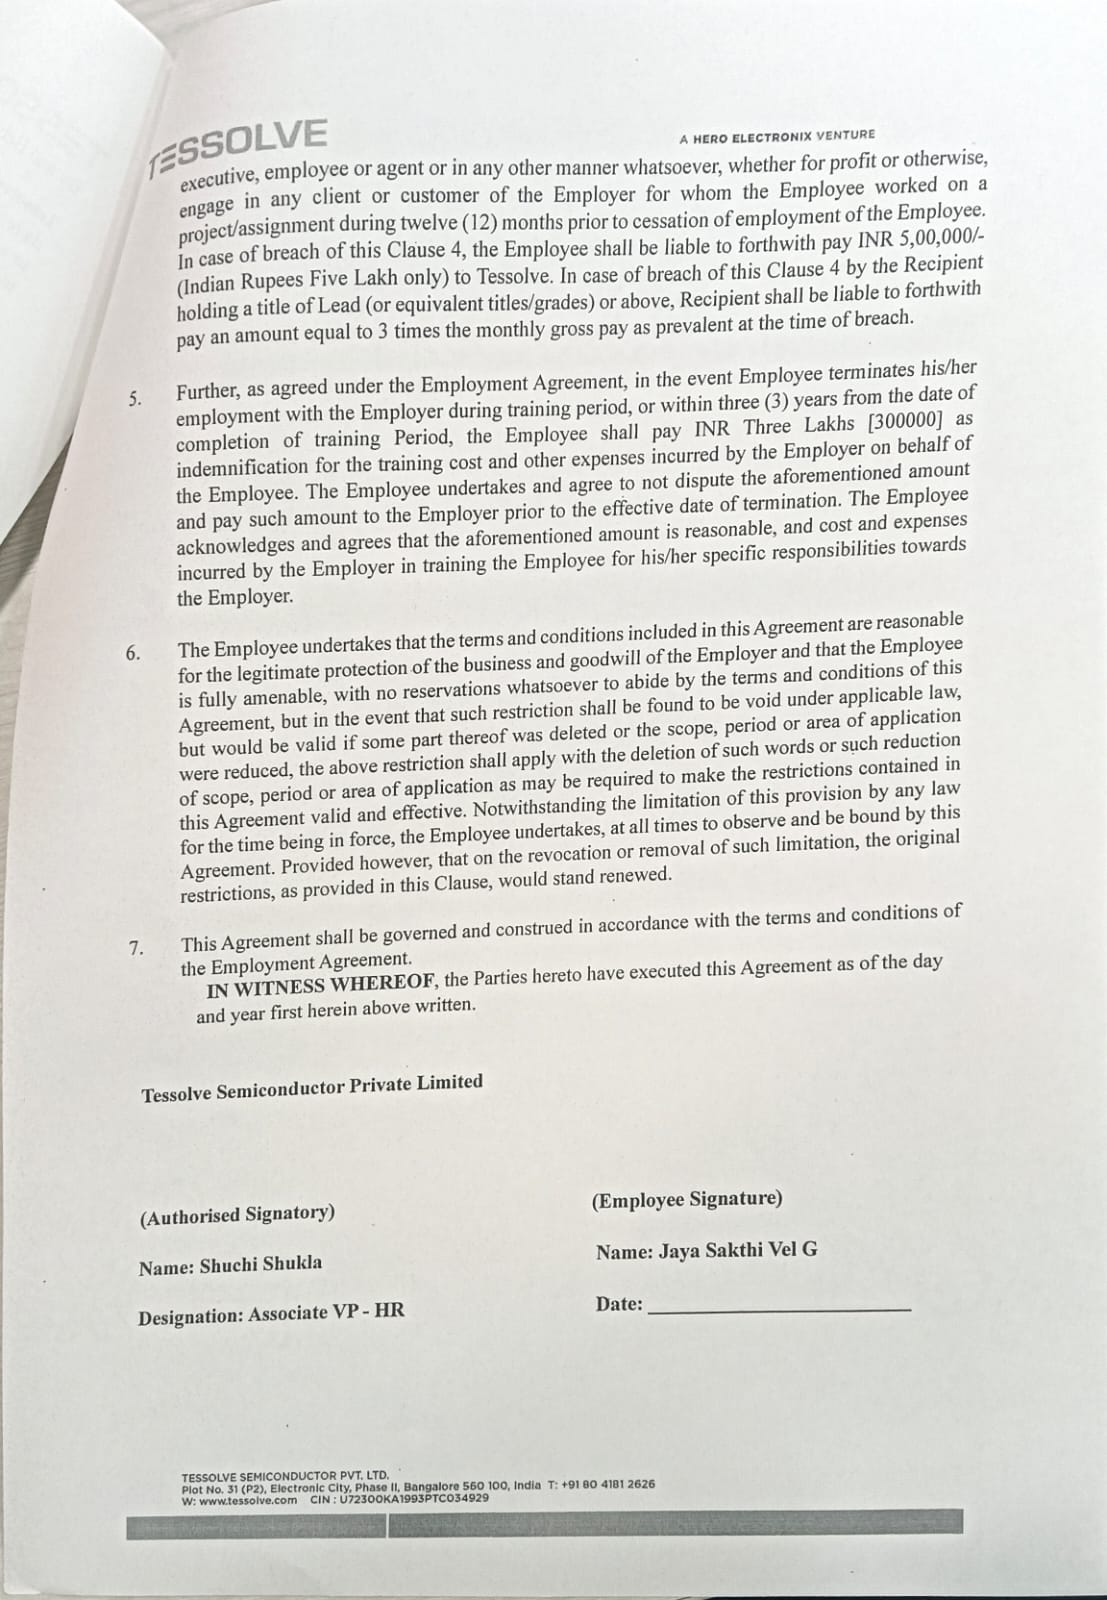 TESSOLVE
A HERO ELECTRONIX VENTURE
executive, employee or agent or in any other manner whatsoever, whether for profit or otherwise,
engage in any client or customer of the Employer for whom the Employee worked on a
project/assignment during twelve (12) months prior to cessation of employment of the Employee.
In case of breach of this Clause 4, the Employee shall be liable to forthwith pay INR 5,00,000/-
(Indian Rupees Five Lakh only) to Tessolve. In case of breach of this Clause 4 by the Recipient
holding a title of Lead (or equivalent titles/grades) or above, Recipient shall be liable to forthwith
pay an amount equal to 3 times the monthly gross pay as prevalent at the time of breach.
5. Further, as agreed under the Employment Agreement, in the event Employee terminates his/her
employment with the Employer during training period, or within three (3) years from the date of
completion of training Period, the Employee shall pay INR Three Lakhs [300000] as
indemnification for the training cost and other expenses incurred by the Employer on behalf of
the Employee. The Employee undertakes and agree to not dispute the aforementioned amount
and pay such amount to the Employer prior to the effective date of termination. The Employee
acknowledges and agrees that the aforementioned amount is reasonable, and cost and expenses
incurred by the Employer in training the Employee for his/her specific responsibilities towards
the Employer.
6. The Employee undertakes that the terms and conditions included in this Agreement are reasonable
for the legitimate protection of the business and goodwill of the Employer and that the Employee
is fully amenable, with no reservations whatsoever to abide by the terms and conditions of this
Agreement, but in the event that such restriction shall be found to be void under applicable law,
but would be valid if some part thereof was deleted or the scope, period or area of application
were reduced, the above restriction shall apply with the deletion of such words or such reduction
of scope, period or area of application as may be required to make the restrictions contained in
this Agreement valid and effective. Notwithstanding the limitation of this provision by any law
for the time being in force, the Employee undertakes, at all times to observe and be bound by this
Agreement. Provided however, that on the revocation or removal of such limitation, the original
restrictions, as provided in this Clause, would stand renewed.
7. This Agreement shall be governed and construed in accordance with the terms and conditions of
the Employment Agreement.
IN WITNESS WHEREOF, the Parties hereto have executed this Agreement as of the day
and year first herein above written.
Tessolve Semiconductor Private Limited
(Authorised Signatory)
(Employee Signature)
Name: Shuchi Shukla
Name: Jaya Sakthi Vel G
Designation: Associate VP - HR
Date:
TESSOLVE SEMICONDUCTOR PVT. LTD.
Plot No. 31 (P2), Electronic City, Phase II, Bangalore 560 100, India T: +91 80 4181 2626
W: www.tessolve.com CIN : U72300KA1993PTC034929